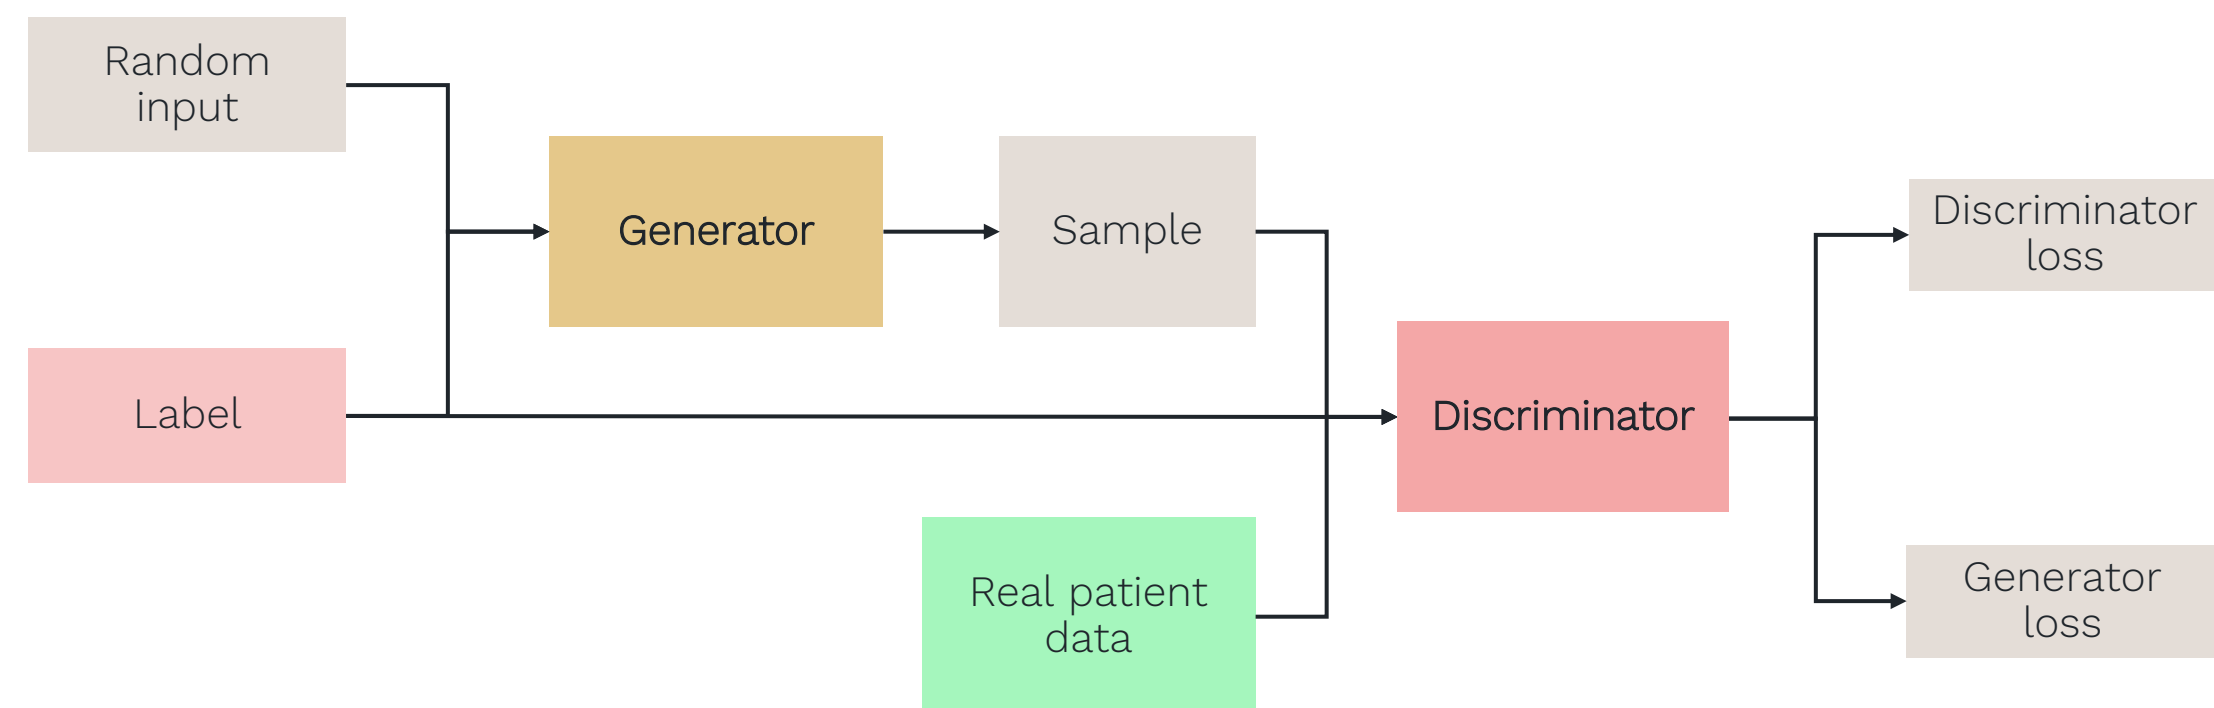 Random
input
Generator
Sample
Discriminator
loss
Label
Discriminator
Real patient
data
Generator
loss